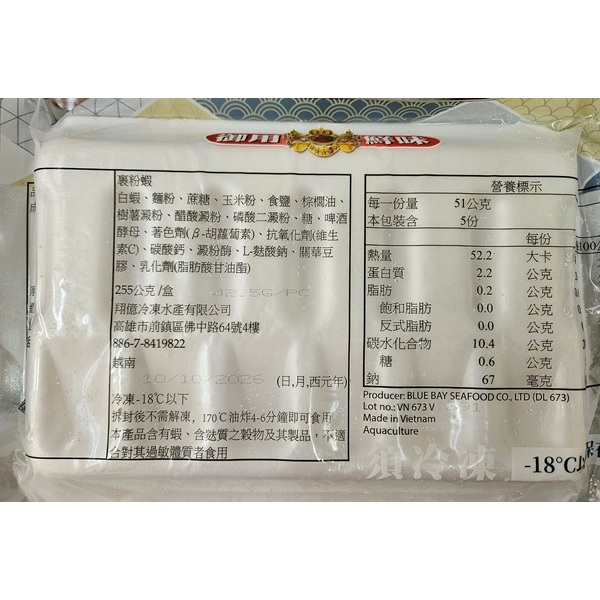 裹粉蝦
白蝦、麵粉、蔗糖、玉米粉、食鹽、棕櫚油、
樹薯澱粉、醋酸澱粉、磷酸二澱粉、糖、啤酒
酵母、著色劑(β-胡蘿蔔素)、抗氧化劑(維生
素C)、碳酸鈣、澱粉酶、L-麩酸鈉、關華豆
膠、乳化劑(脂肪酸甘油酯)
255公克/盒 42.5G/PC
翔億冷凍水產有限公司
高雄市前鎮區佛中路64號4樓
886-7-8419822
越南
10/10/2026 (日,月,西元年)
冷凍-18℃以下
拆封後不需解凍，170℃油炸4-6分鐘即可食用
本產品含有蝦、含麩質之穀物及其製品，不適
合對其過敏體質者食用
營養標示
每一份量 51公克
本包裝含 5份
每份
熱量 52.2 大卡
蛋白質 2.2 公克
脂肪 0.2 公克
飽和脂肪 0.0 公克
反式脂肪 0.0 公克
碳水化合物 10.4 公克
糖 0.6 公克
鈉 67 毫克
Producer: BLUE BAY SEAFOOD CO., LTD (DL 673)
Lot no.: VN 673 V
Made in Vietnam
Aquaculture
須冷凍
-18°C